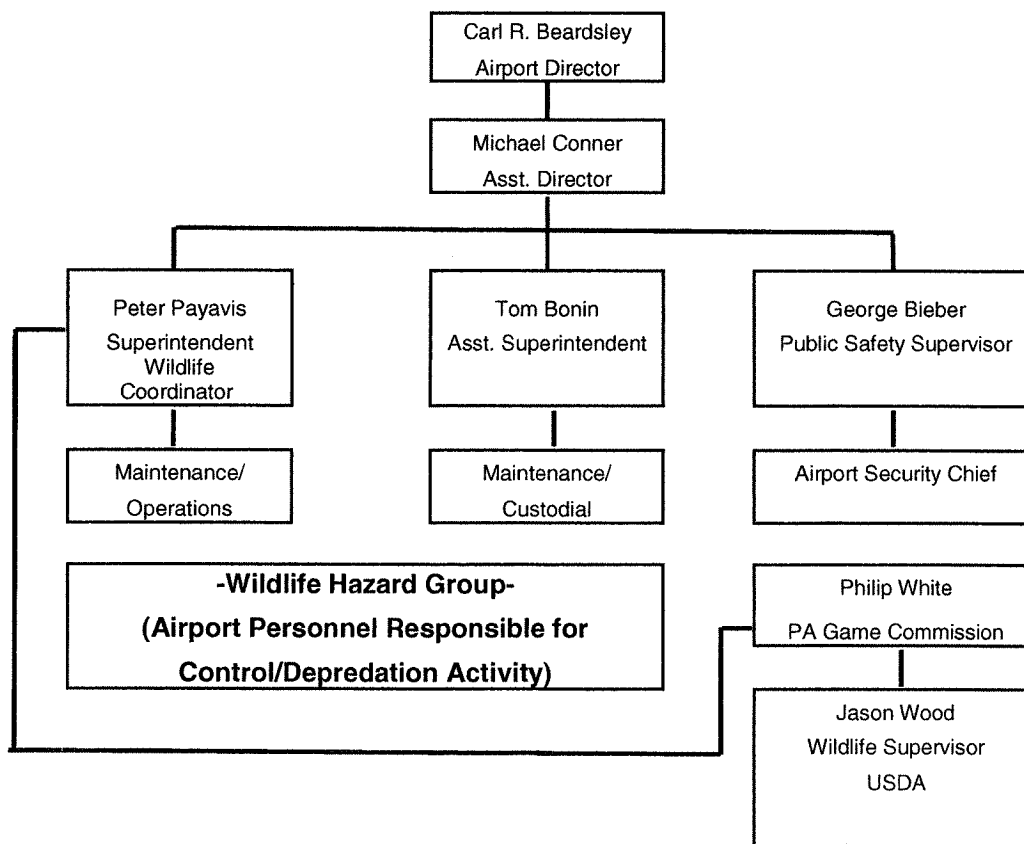 Carl R. Beardsley
Airport Director
Michael Conner
Asst. Director
Peter Payavis
Superintendent
Wildlife
Coordinator
Tom Bonin
Asst. Superintendent
George Bieber
Public Safety Supervisor
Maintenance/
Operations
Maintenance/
Custodial
Airport Security Chief
-Wildlife Hazard Group-
(Airport Personnel Responsible for
Control/Depredation Activity)
Philip White
PA Game Commission
Jason Wood
Wildlife Supervisor
USDA